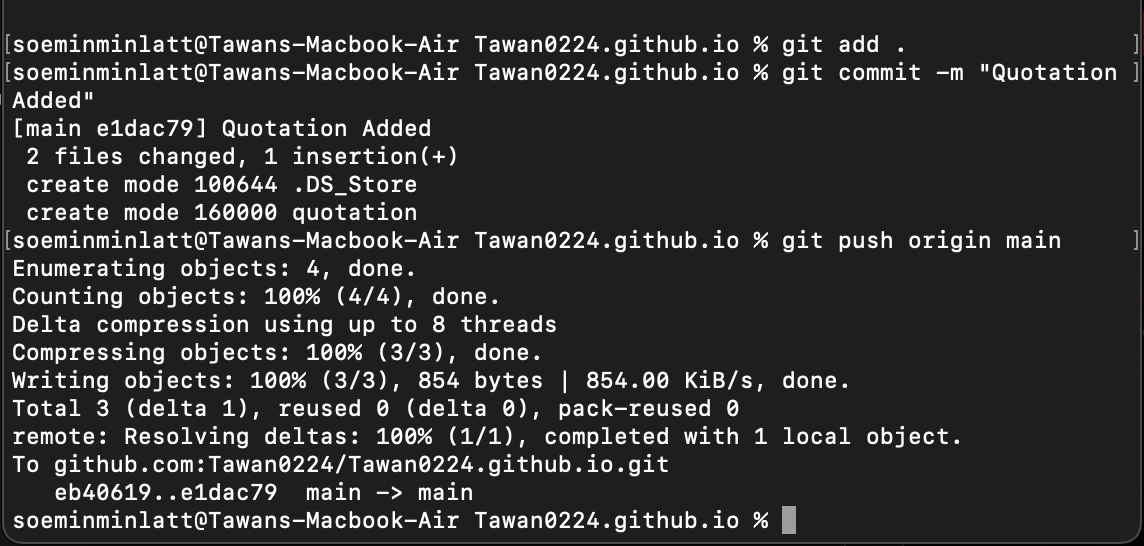 [soeminminlatt@Tawans-Macbook-Air Tawan0224.github.io % git add . ]
[soeminminlatt@Tawans-Macbook-Air Tawan0224.github.io % git commit -m "Quotation ]
Added"
[main e1dac79] Quotation Added
 2 files changed, 1 insertion(+)
 create mode 100644 .DS_Store
 create mode 160000 quotation
[soeminminlatt@Tawans-Macbook-Air Tawan0224.github.io % git push origin main ]
Enumerating objects: 4, done.
Counting objects: 100% (4/4), done.
Delta compression using up to 8 threads
Compressing objects: 100% (3/3), done.
Writing objects: 100% (3/3), 854 bytes | 854.00 KiB/s, done.
Total 3 (delta 1), reused 0 (delta 0), pack-reused 0
remote: Resolving deltas: 100% (1/1), completed with 1 local object.
To github.com:Tawan0224/Tawan0224.github.io.git
   eb40619..e1dac79  main -> main
soeminminlatt@Tawans-Macbook-Air Tawan0224.github.io %